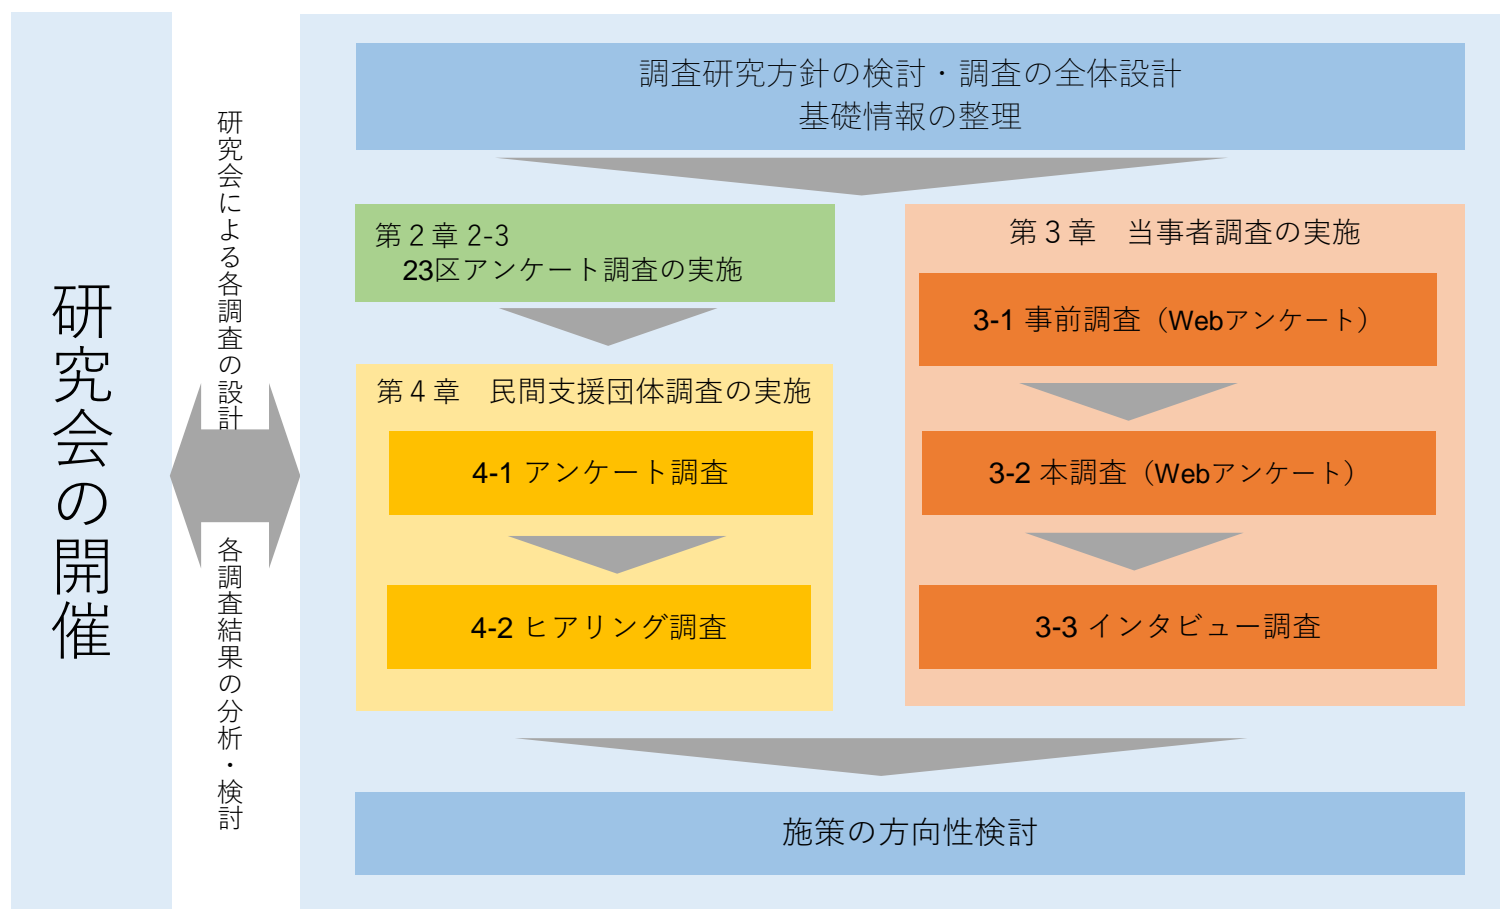 研究会の開催
研究会による各調査の設計
各調査結果の分析・検討
調査研究方針の検討・調査の全体設計
基礎情報の整理
第２章 2-3
23区アンケート調査の実施
第４章　民間支援団体調査の実施
4-1 アンケート調査
4-2 ヒアリング調査
第３章　当事者調査の実施
3-1 事前調査（Webアンケート）
3-2 本調査（Webアンケート）
3-3 インタビュー調査
施策の方向性検討